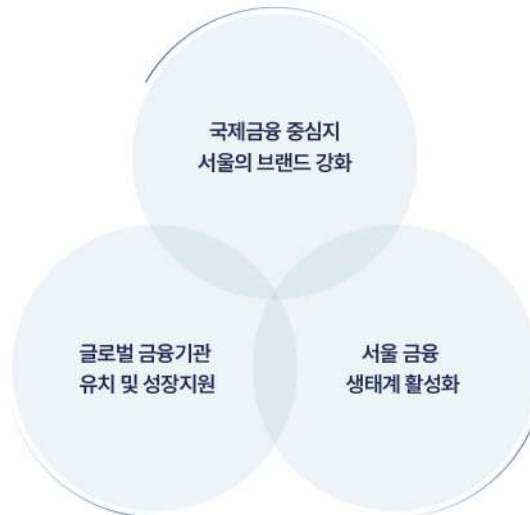 국제금융 중심지
서울의 브랜드 강화
글로벌 금융기관
유치 및 성장지원
서울 금융
생태계 활성화